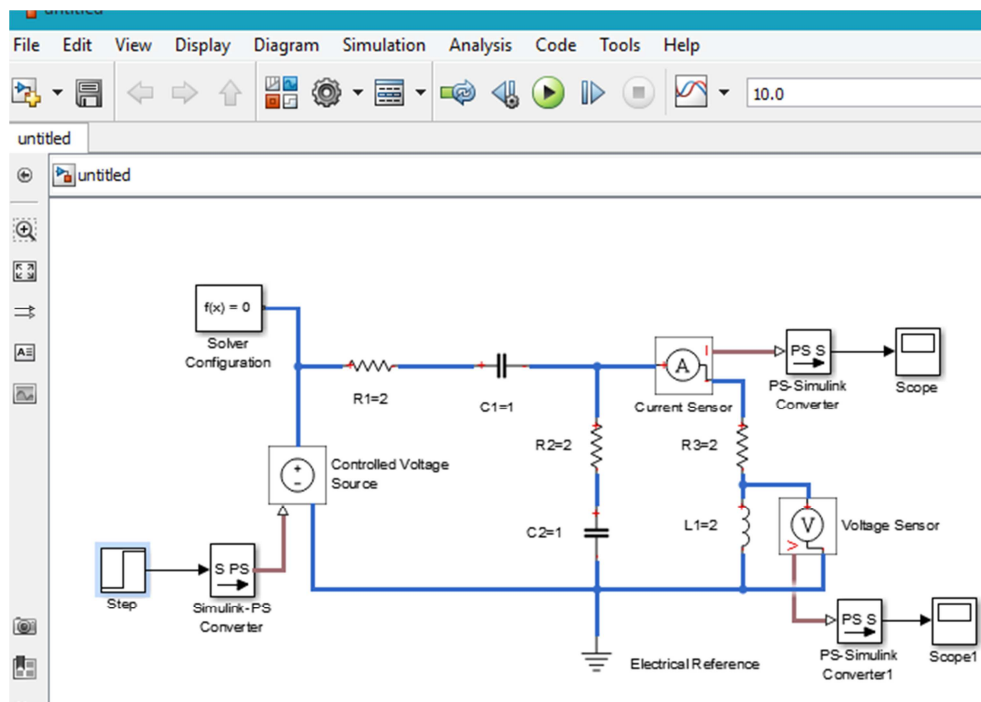 untitled
File Edit View Display Diagram Simulation Analysis Code Tools Help
10.0
untitled
untitled
f(x) = 0
Solver
Configuration
R1=2
C1=1
A
I
Current Sensor
PS S
PS-Simulink
Converter
Scope
R2=2
R3=2
Controlled Voltage
Source
C2=1
L1=2
V
V
Voltage Sensor
Step
S PS
Simulink-PS
Converter
Electrical Reference
PS S
PS-Simulink
Converter1
Scope1